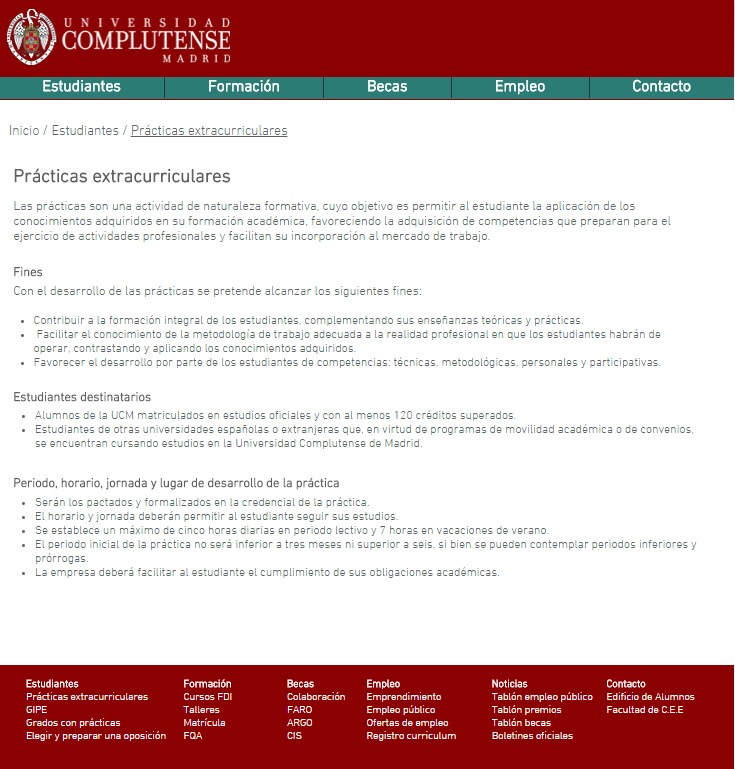 UNIVERSIDAD
COMPLUTENSE
MADRID
Estudiantes Formación Becas Empleo Contacto
Inicio / Estudiantes / Prácticas extracurriculares
Prácticas extracurriculares
Las prácticas son una actividad de naturaleza formativa, cuyo objetivo es permitir al estudiante la aplicación de los
conocimientos adquiridos en su formación académica, favoreciendo la adquisición de competencias que preparan para el
ejercicio de actividades profesionales y facilitan su incorporación al mercado de trabajo.
Fines
Con el desarrollo de las prácticas se pretende alcanzar los siguientes fines:
• Contribuir a la formación integral de los estudiantes, complementando sus enseñanzas teóricas y prácticas.
• Facilitar el conocimiento de la metodología de trabajo adecuada a la realidad profesional en que los estudiantes habrán de
operar, contrastando y aplicando los conocimientos adquiridos.
• Favorecer el desarrollo por parte de los estudiantes de competencias; técnicas, metodológicas, personales y participativas.
Estudiantes destinatarios
• Alumnos de la UCM matriculados en estudios oficiales y con al menos 120 créditos superados.
• Estudiantes de otras universidades españolas o extranjeras que, en virtud de programas de movilidad académica o de convenios,
se encuentran cursando estudios en la Universidad Complutense de Madrid.
Periodo, horario, jornada y lugar de desarrollo de la práctica
• Serán los pactados y formalizados en la credencial de la práctica.
• El horario y jornada deberán permitir al estudiante seguir sus estudios.
• Se establece un máximo de cinco horas diarias en periodo lectivo y 7 horas en vacaciones de verano.
• El periodo inicial de la práctica no será inferior a tres meses ni superior a seis, si bien se pueden contemplar periodos inferiores y
prórrogas.
• La empresa deberá facilitar al estudiante el cumplimiento de sus obligaciones académicas.
Estudiantes Formación Becas Empleo Noticias Contacto
Prácticas extracurriculares Cursos FDI Colaboración Emprendimiento Tablón empleo público Edificio de Alumnos
GIPE Talleres FARO Empleo público Tablón premios Facultad de C.E.E
Grados con prácticas Matrícula ARGO Ofertas de empleo Tablón becas
Elegir y preparar una oposición FQA CIS Registro curriculum Boletines oficiales